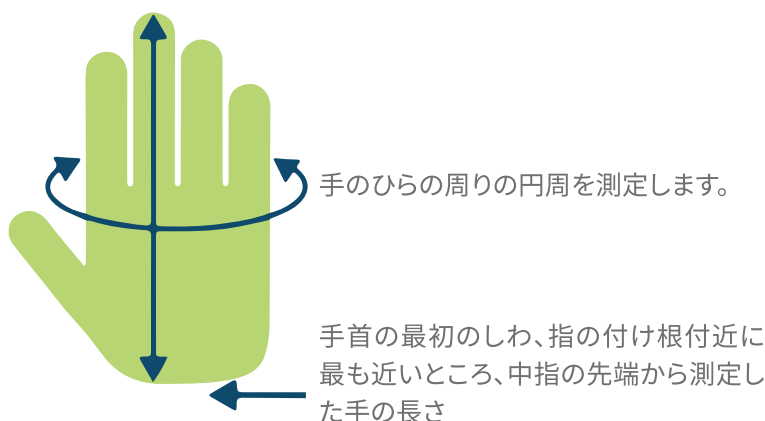 手のひらの周りの円周を測定します。
手首の最初のしわ、指の付け根付近に
最も近いところ、中指の先端から測定し
た手の長さ